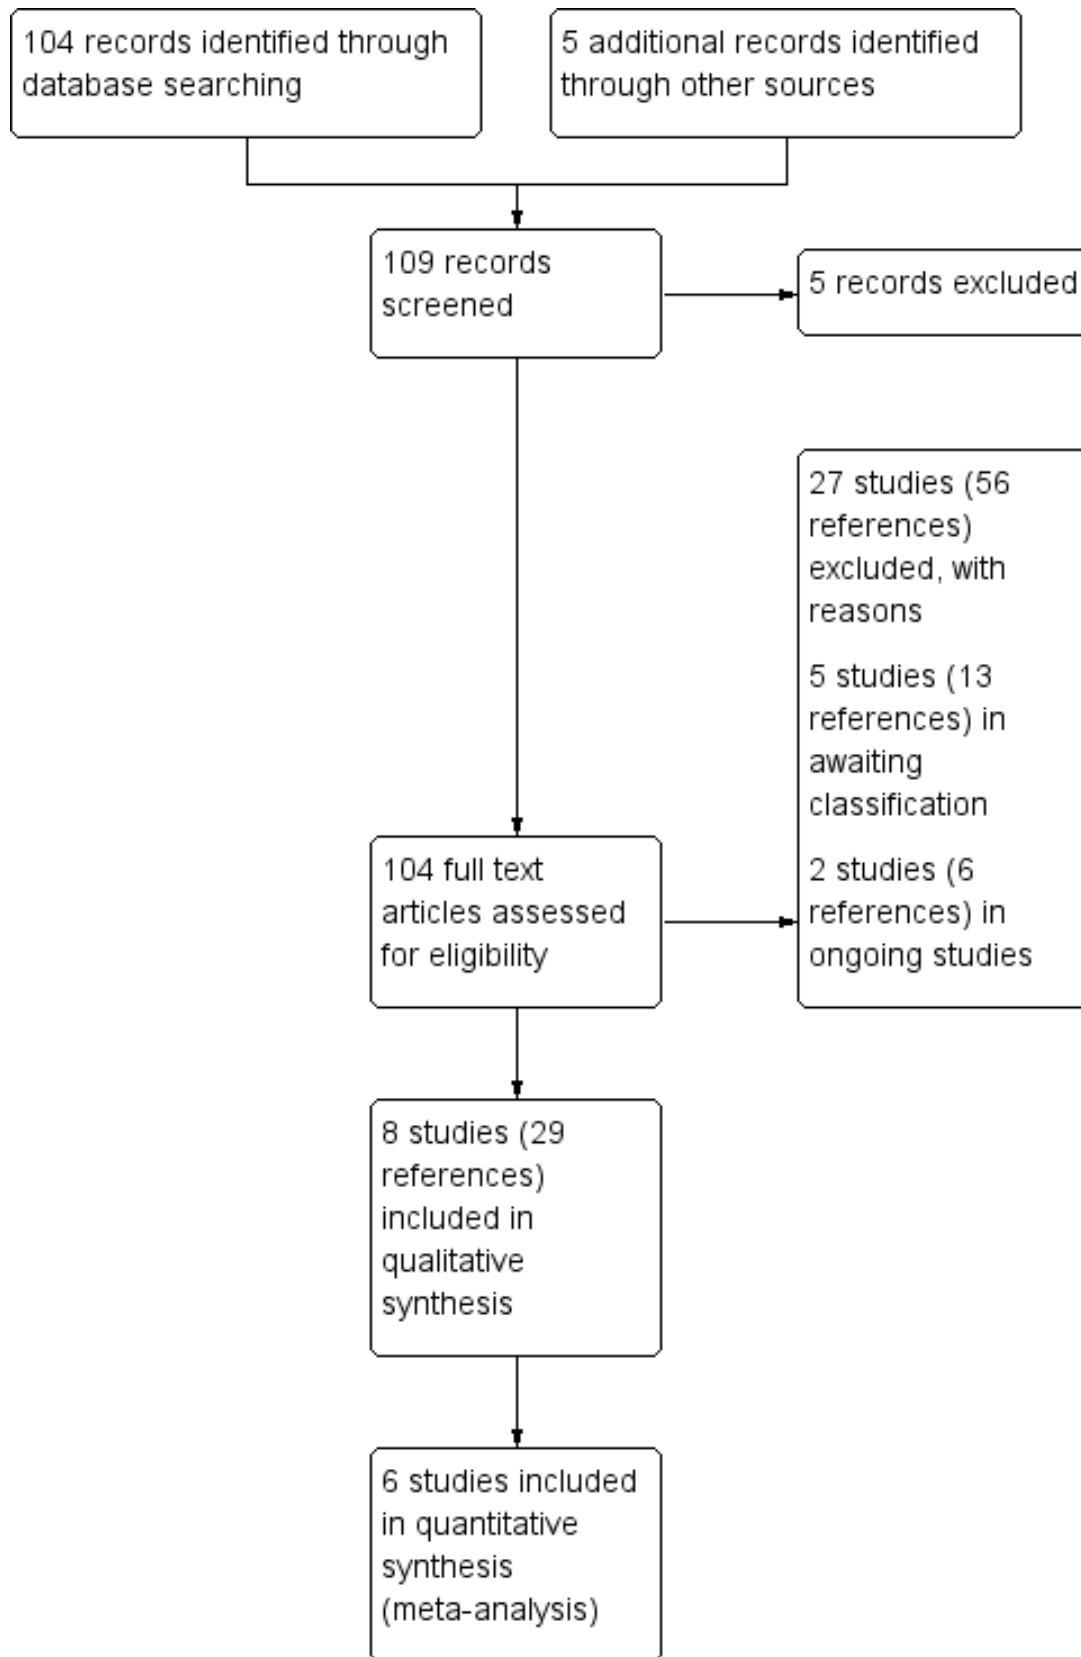 104 records identified through
database searching
5 additional records identified
through other sources
109 records
screened
5 records excluded
27 studies (56
references)
excluded, with
reasons
5 studies (13
references) in
awaiting
classification
2 studies (6
references) in
ongoing studies
104 full text
articles assessed
for eligibility
8 studies (29
references)
included in
qualitative
synthesis
6 studies included
in quantitative
synthesis
(meta-analysis)